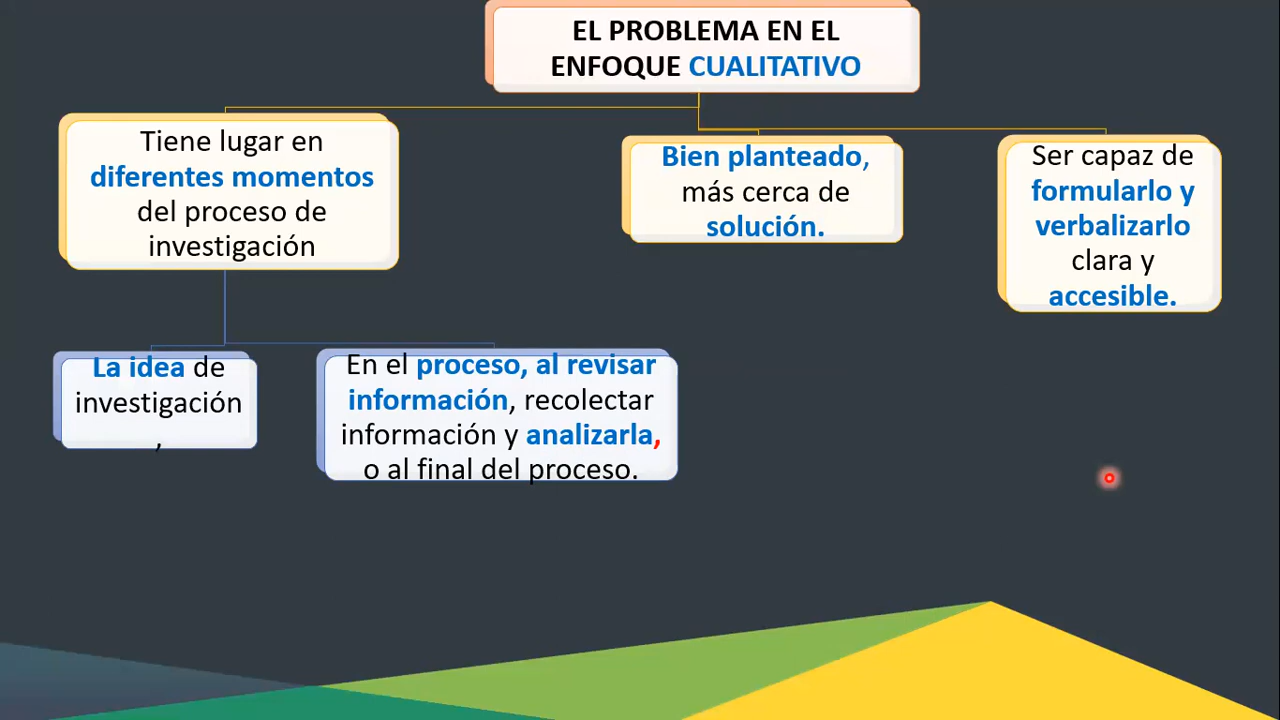 EL PROBLEMA EN EL
ENFOQUE CUALITATIVO
Tiene lugar en
diferentes momentos
del proceso de
investigación
Bien planteado,
más cerca de
solución.
Ser capaz de
formularlo y
verbalizarlo
clara y
accesible.
La idea de
investigación
,
En el proceso, al revisar
información, recolectar
información y analizarla,
o al final del proceso.